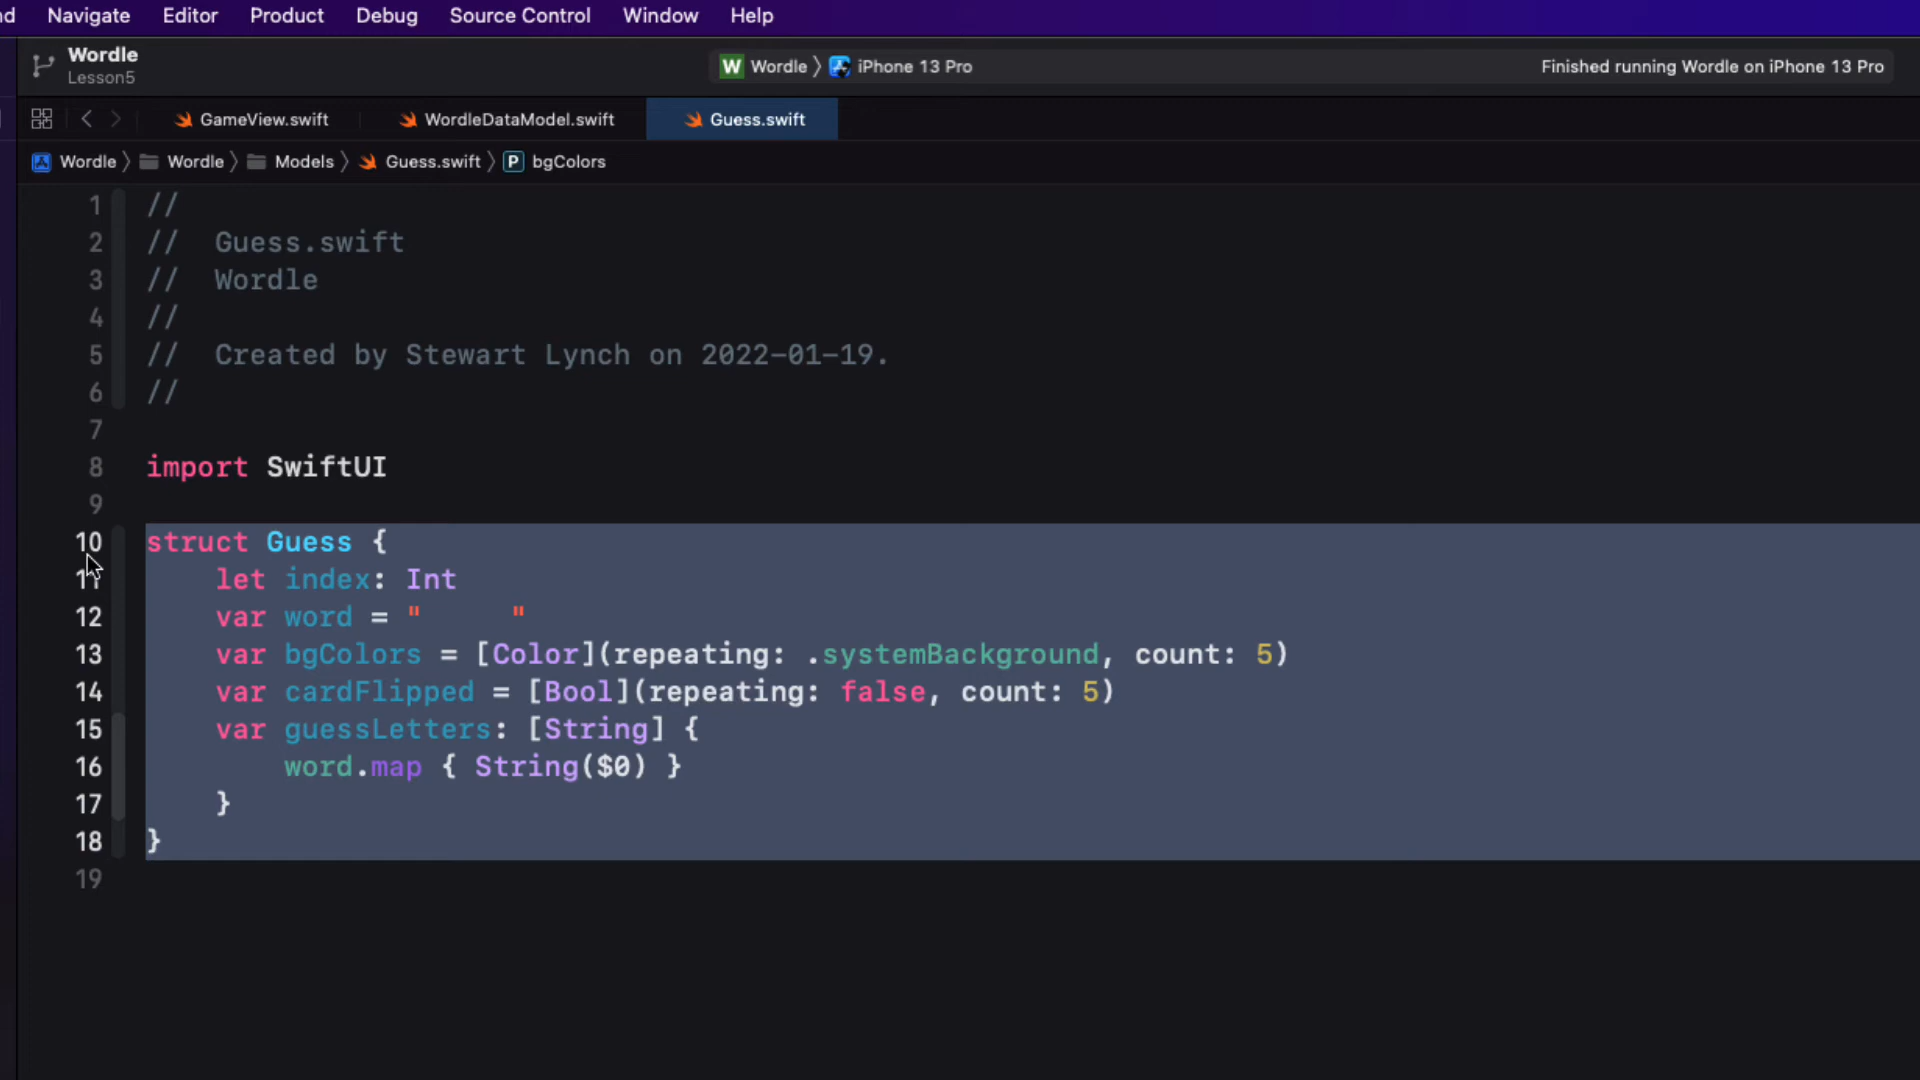 Navigate Editor Product Debug Source Control Window Help
Wordle
Lesson5
W Wordle 〉 iPhone 13 Pro
Finished running Wordle on iPhone 13 Pro
GameView.swift WordleDataModel.swift Guess.swift
Wordle 〉 Wordle 〉 Models 〉 Guess.swift 〉 P bgColors
1 //
2 //  Guess.swift
3 //  Wordle
4 //
5 //  Created by Stewart Lynch on 2022-01-19.
6 //
7
8 import SwiftUI
9
10 struct Guess {
11     let index: Int
12     var word = "     "
13     var bgColors = [Color](repeating: .systemBackground, count: 5)
14     var cardFlipped = [Bool](repeating: false, count: 5)
15     var guessLetters: [String] {
16         word.map { String($0) }
17     }
18 }
19